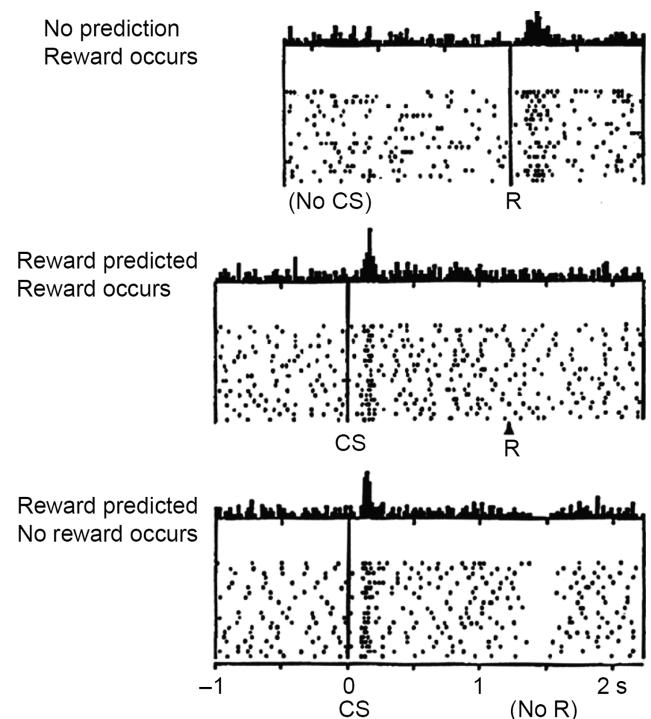 No prediction
Reward occurs
(No CS) R
Reward predicted
Reward occurs
CS R
Reward predicted
No reward occurs
–1 0 1 2 s
CS (No R)